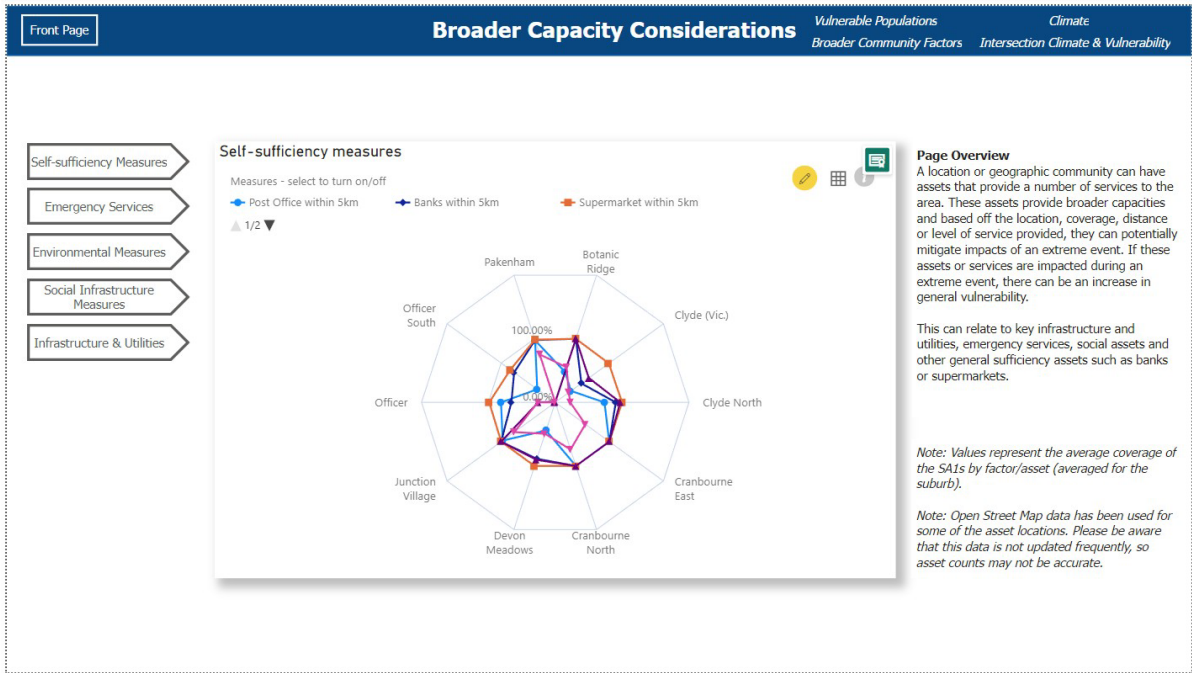 Front Page
Broader Capacity Considerations
Vulnerable Populations
Climate
Broader Community Factors
Intersection Climate & Vulnerability
Self-sufficiency Measures
Emergency Services
Environmental Measures
Social Infrastructure
Measures
Infrastructure & Utilities
Self-sufficiency measures
Measures - select to turn on/off
Post Office within 5km
Banks within 5km
Supermarket within 5km
1/2
Botanic
Ridge
Pakenham
Clyde (Vic.)
Officer
South
100.00%
0.00%
Officer
Clyde North
Junction
Village
Cranbourne
East
Devon
Meadows
Cranbourne
North
Page Overview
A location or geographic community can have
assets that provide a number of services to the
area. These assets provide broader capacities
and based off the location, coverage, distance
or level of service provided, they can potentially
mitigate impacts of an extreme event. If these
assets or services are impacted during an
extreme event, there can be an increase in
general vulnerability.
This can relate to key infrastructure and
utilities, emergency services, social assets and
other general sufficiency assets such as banks
or supermarkets.
Note: Values represent the average coverage of
the SA1s by factor/asset (averaged for the
suburb).
Note: Open Street Map data has been used for
some of the asset locations. Please be aware
that this data is not updated frequently, so
asset counts may not be accurate.